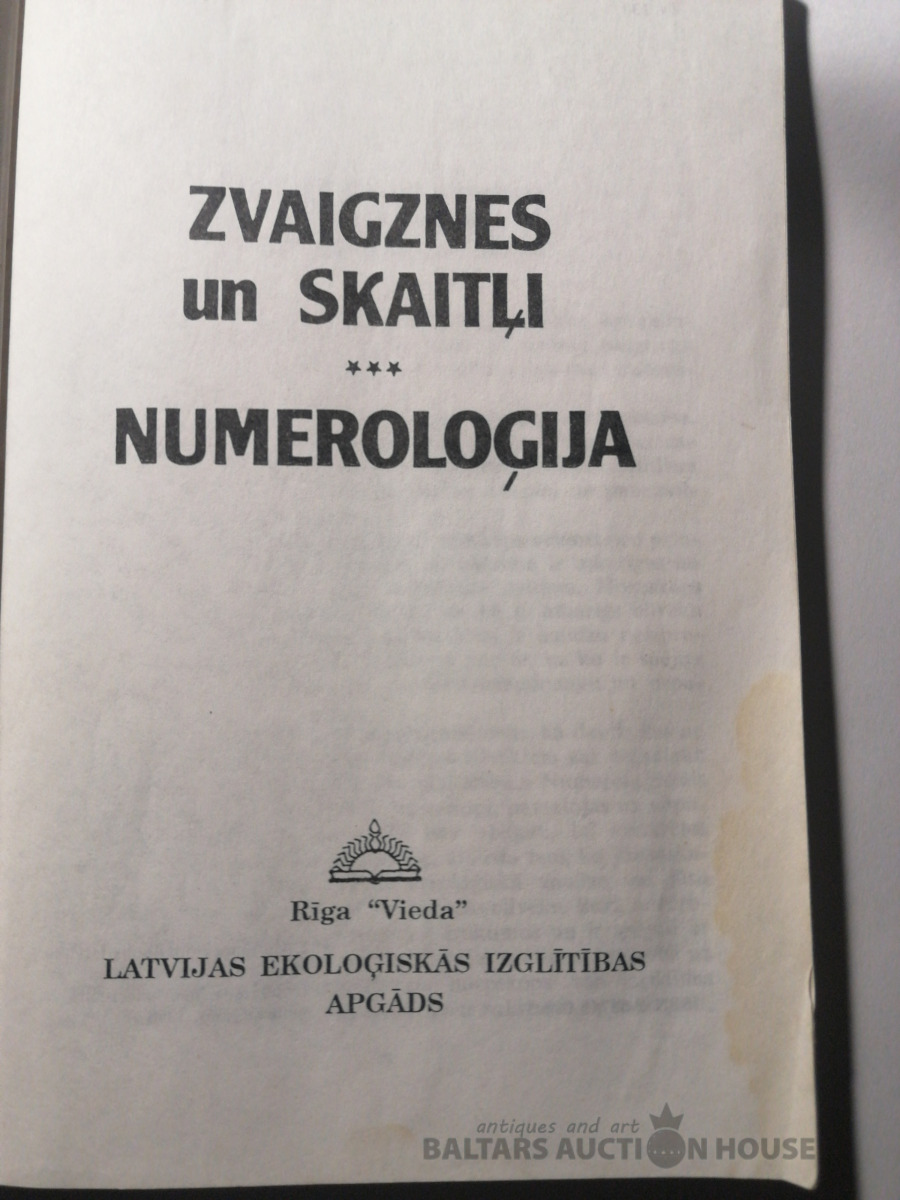 ZVAIGZNES
un SKAITĻI
★★★
NUMEROLOĢIJA
Rīga “Vieda”
LATVIJAS EKOLOĢISKĀS IZGLĪTĪBAS
APGĀDS
antiques and art
BALTARS AUCTION HOUSE